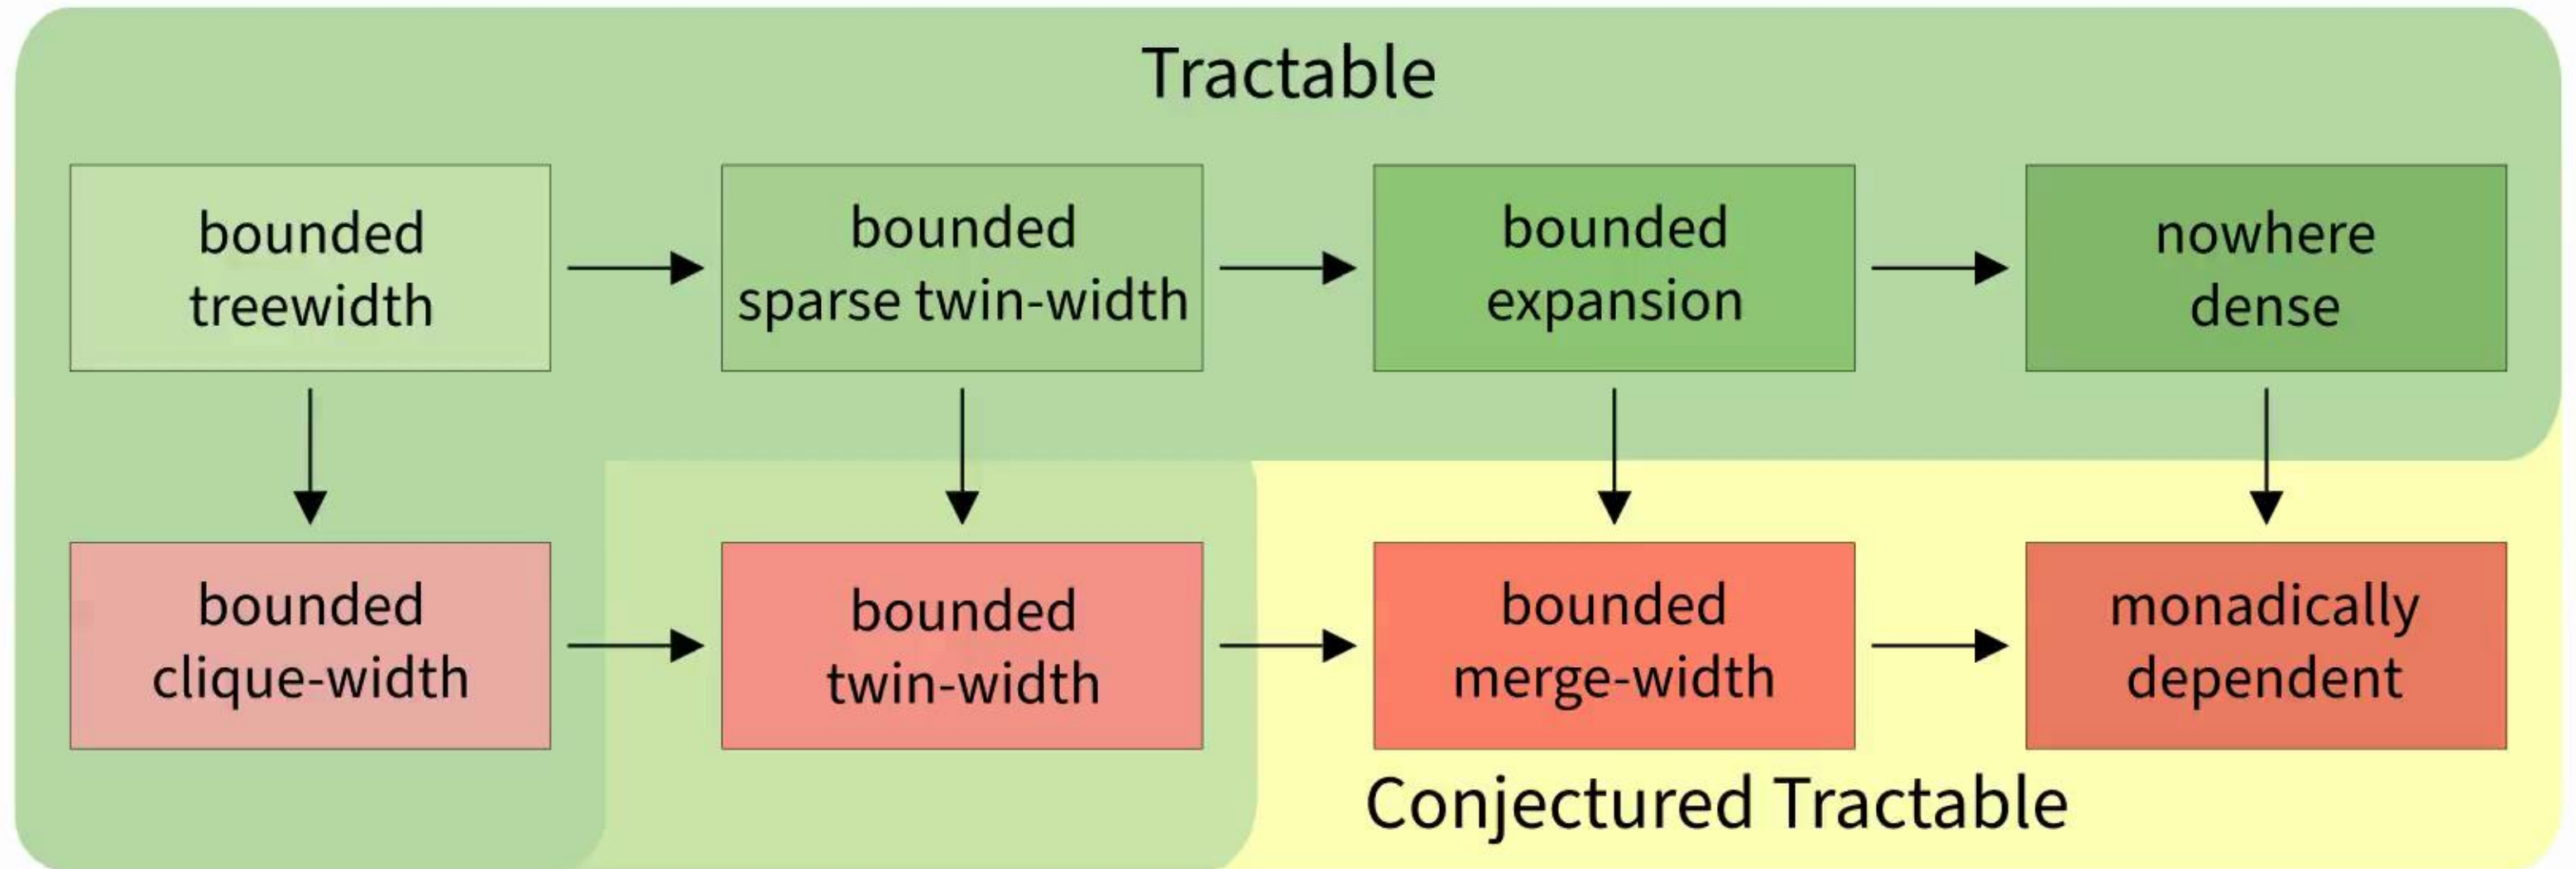 Tractable
bounded
treewidth
bounded
sparse twin-width
bounded
expansion
nowhere
dense
bounded
clique-width
bounded
twin-width
bounded
merge-width
monadically
dependent
Conjectured Tractable